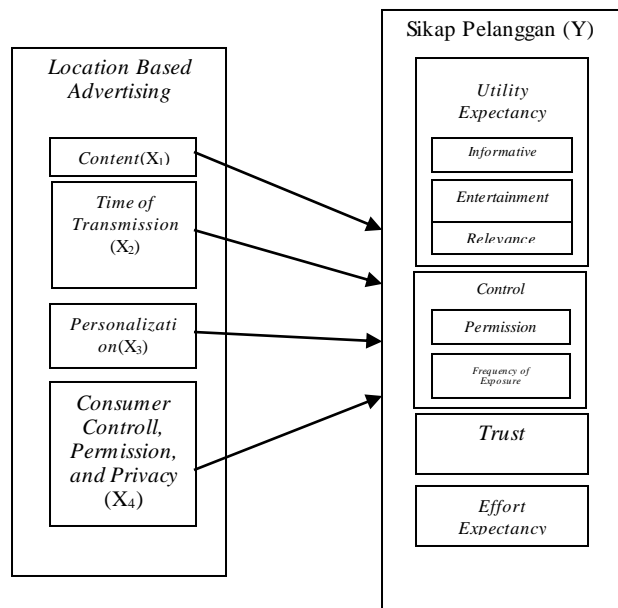 Location Based
Advertising
Content(X₁)
Time of
Transmission
(X₂)
Personalizati
on(X₃)
Consumer
Controll,
Permission,
and Privacy
(X₄)
Sikap Pelanggan (Y)
Utility
Expectancy
Informative
Entertainment
Relevance
Control
Permission
Frequency of
Exposure
Trust
Effort
Expectancy